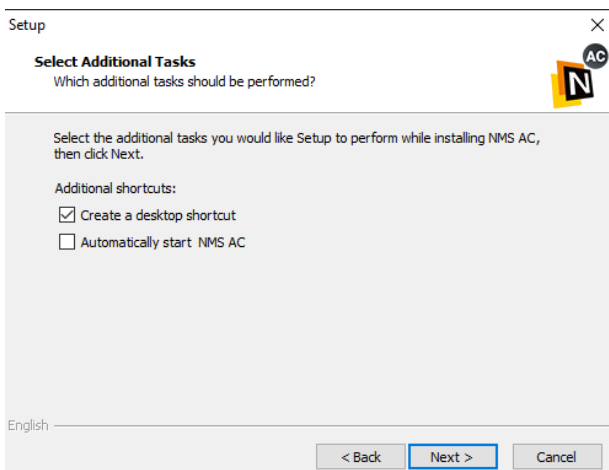 Setup
Select Additional Tasks
Which additional tasks should be performed?
AC
N
Select the additional tasks you would like Setup to perform while installing NMS AC,
then click Next.
Additional shortcuts:
Create a desktop shortcut
Automatically start NMS AC
English
< Back
Next >
Cancel